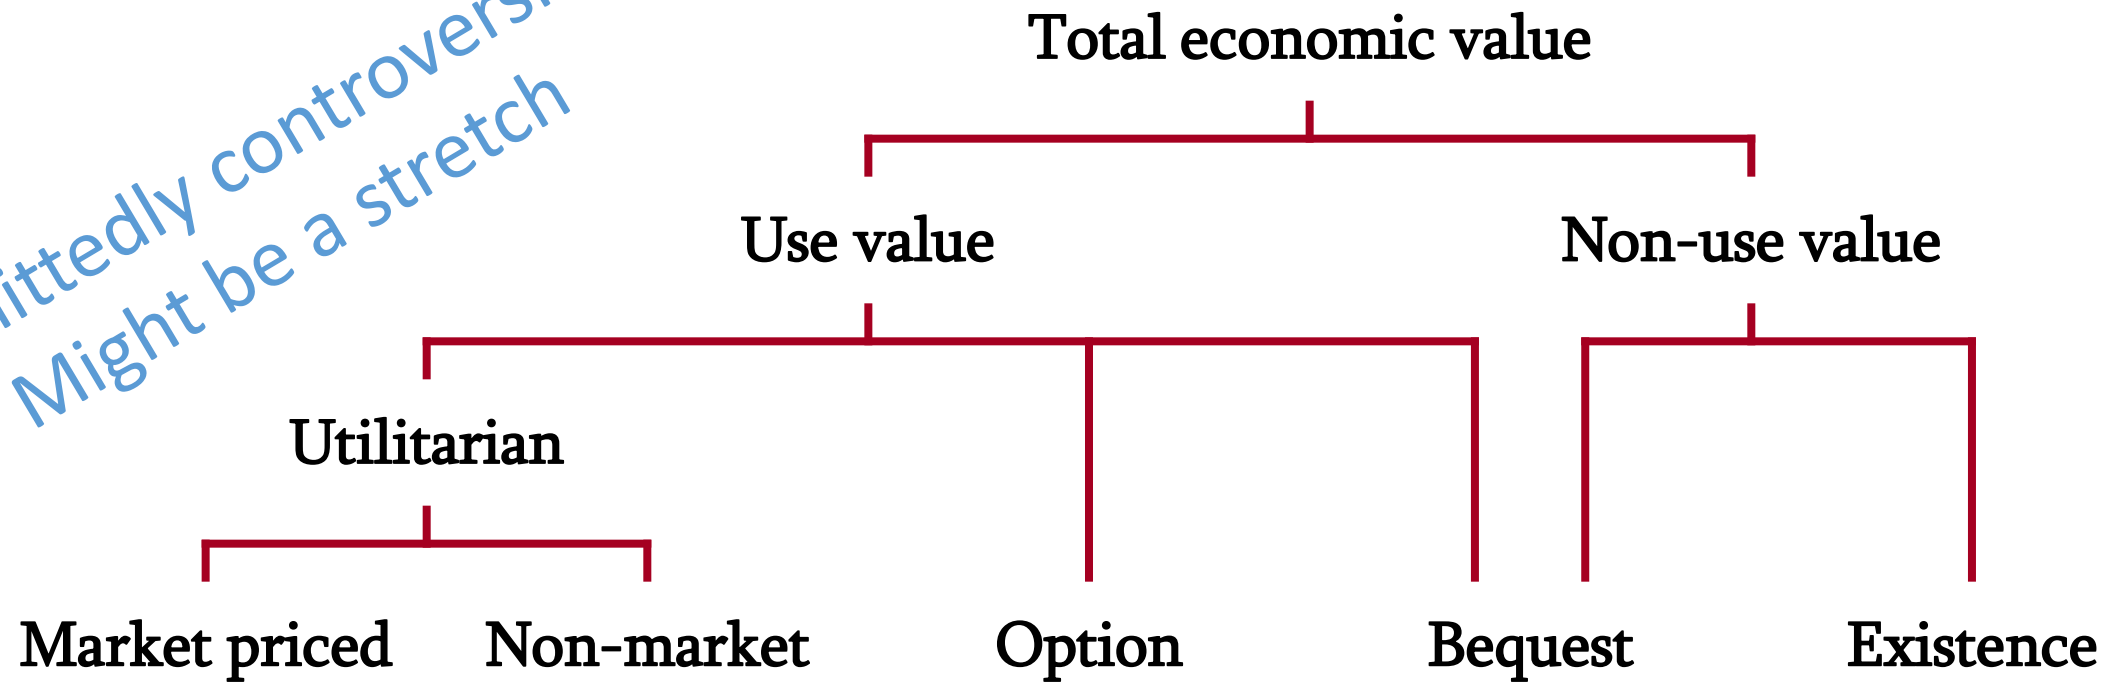 controvers
Might be a stretch
Total economic value
Use value
Non-use value
Utilitarian
Market priced
Non-market
Option
Bequest
Existence